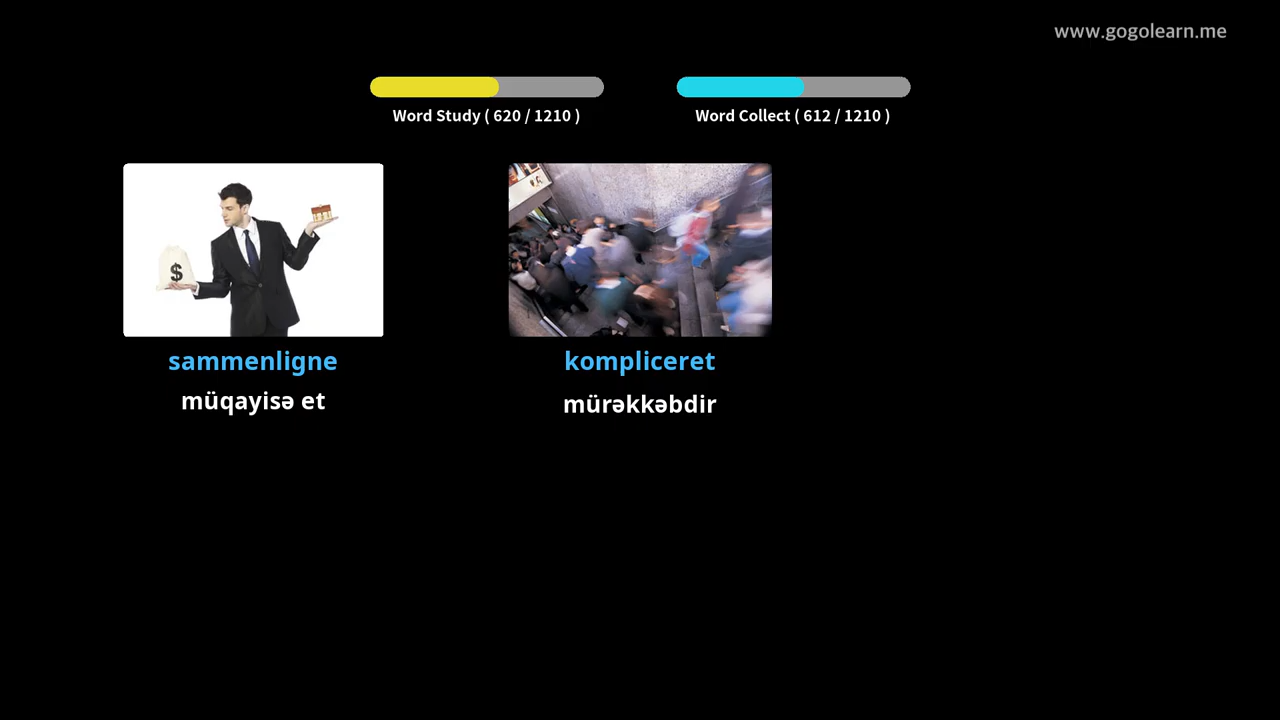 www.gogolearn.me
Word Study ( 620 / 1210 )
Word Collect ( 612 / 1210 )
$
sammenligne
kompliceret
müqayisə et
mürəkkəbdir